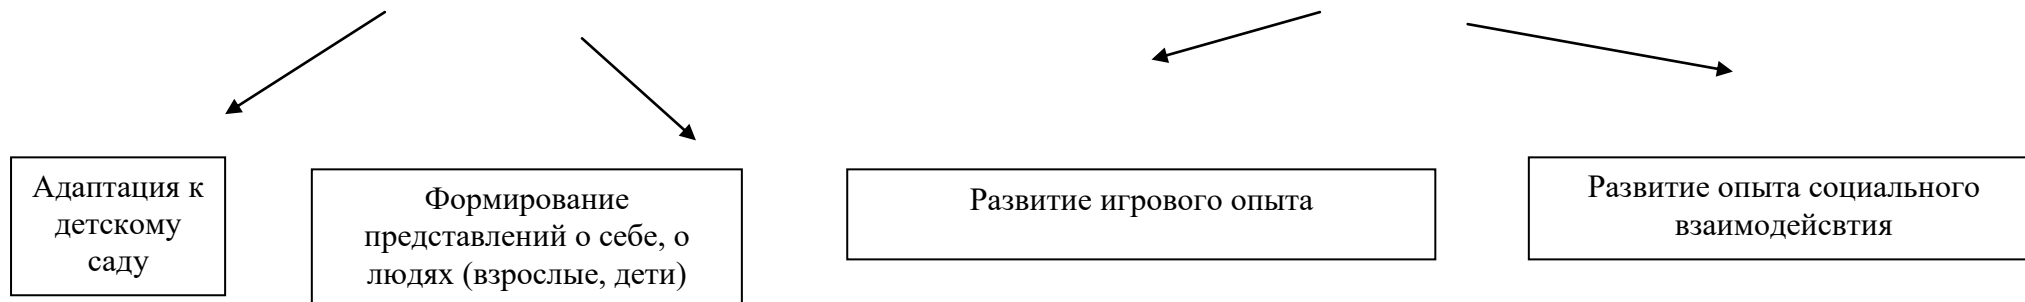 Адаптация к
детскому
саду
Формирование
представлений о себе, о
людях (взрослые, дети)
Развитие игрового опыта
Развитие опыта социального
взаимодейсвтия